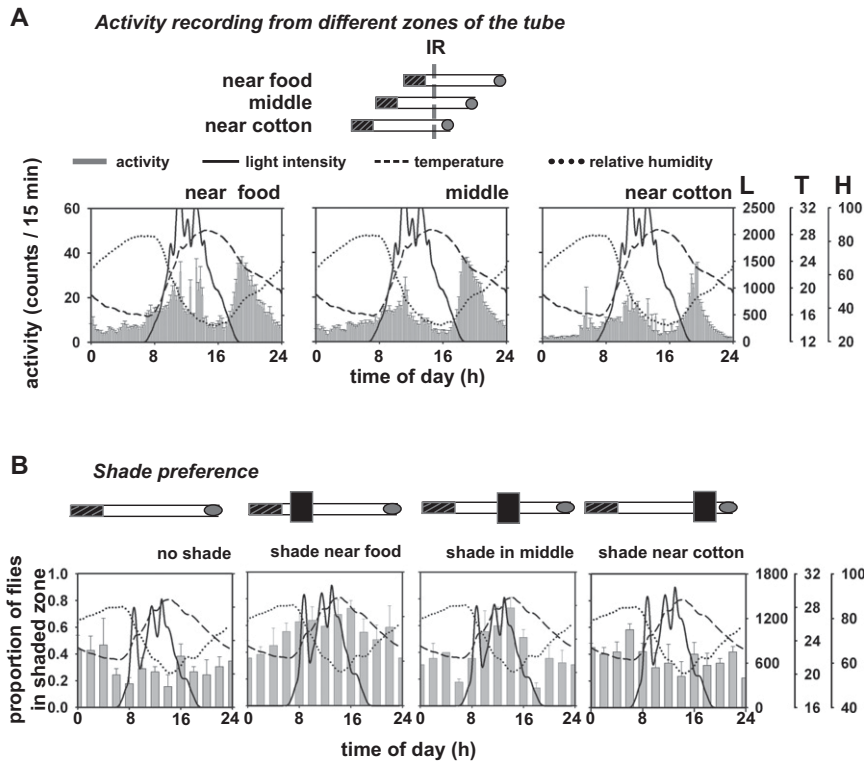 A
Activity recording from different zones of the tube
IR
near food
middle
near cotton
activity
light intensity
temperature
relative humidity
near food
middle
near cotton
L
T
H
activity (counts / 15 min)
60
40
20
0
0 8 16 24
0 8 16 24
0 8 16 24
2500
2000
1500
1000
500
0
32
28
24
20
16
12
100
80
60
40
20
time of day (h)
B
Shade preference
no shade
shade near food
shade in middle
shade near cotton
proportion of flies
in shaded zone
1.0
0.8
0.6
0.4
0.2
0.0
0 8 16 24
0 8 16 24
0 8 16 24
0 8 16 24
1800
1200
600
0
32
28
24
20
16
100
80
60
40
time of day (h)